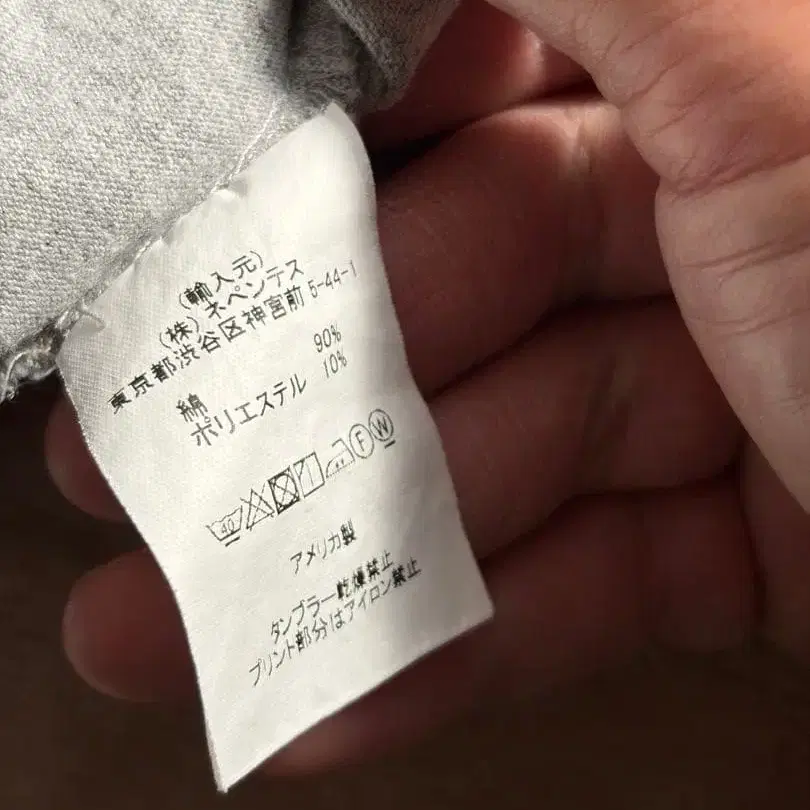 (輸入元)
(株) ネペンテス
東京都渋谷区神宮前 5-44-1
綿 90%
ポリエステル 10%
40 F W
アメリカ製
タンブラー乾燥禁止
プリント部分はアイロン禁止